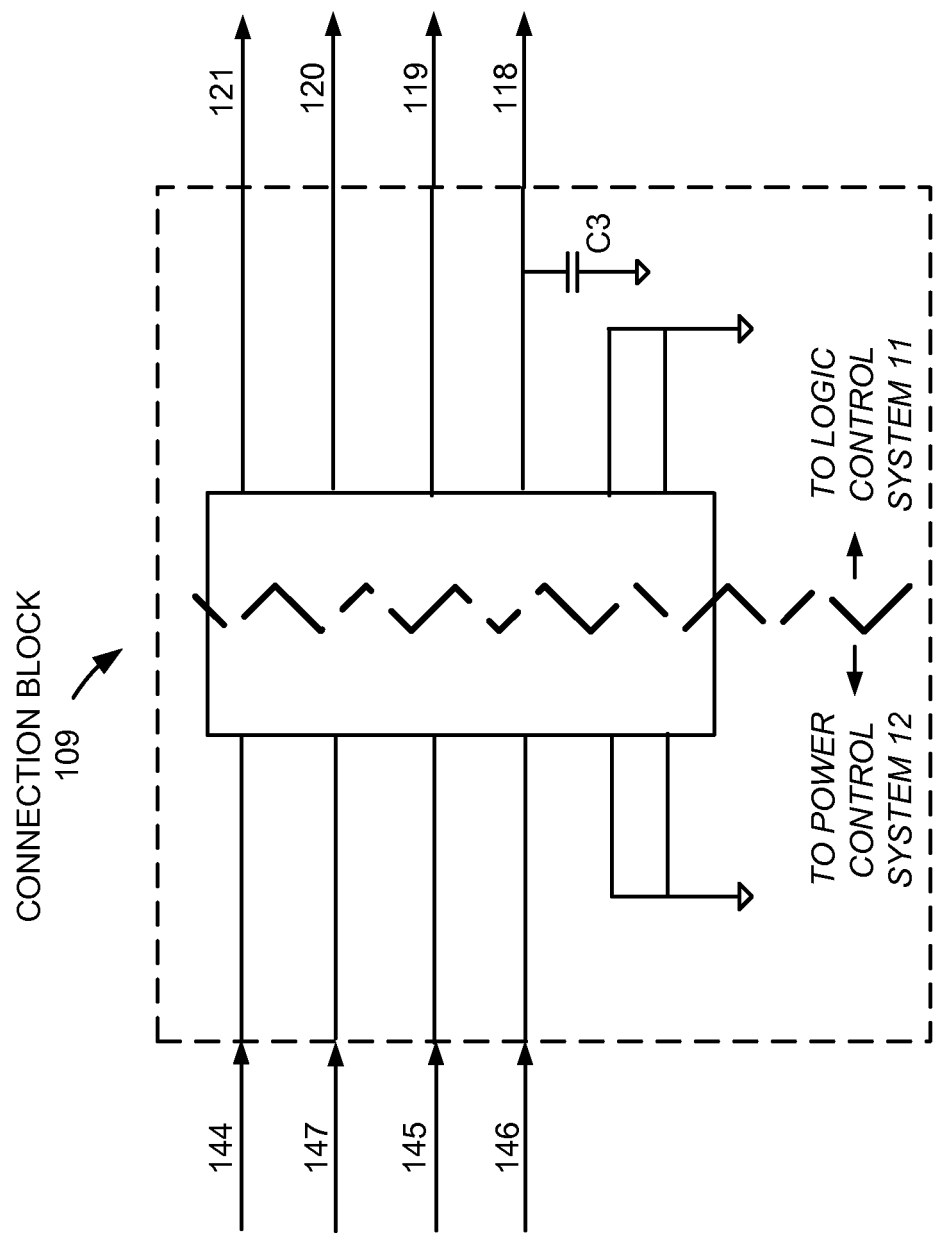 CONNECTION BLOCK
109
144
147
145
146
121
120
119
118
C3
TO POWER
CONTROL
SYSTEM 12
TO LOGIC
CONTROL
SYSTEM 11